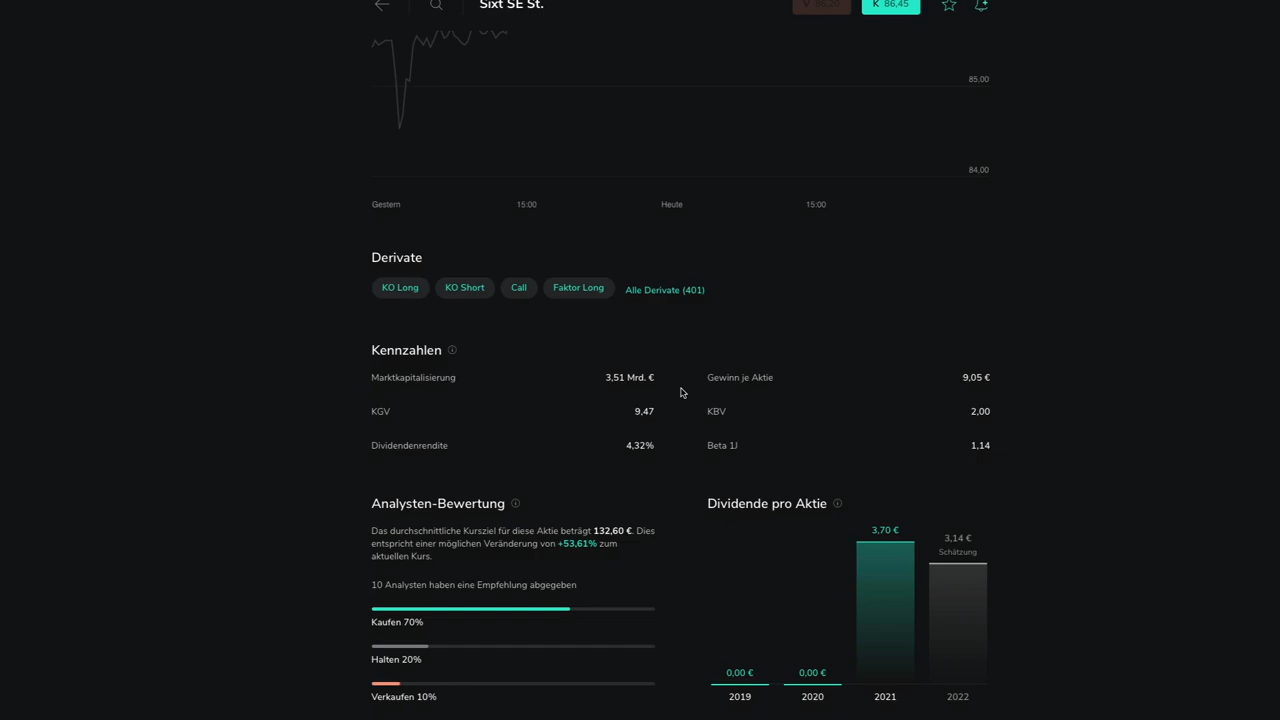 Sixt SE St.
V 86,20
K 86,45
85,00
84,00
Gestern 15:00 Heute 15:00
Derivate
KO Long KO Short Call Faktor Long Alle Derivate (401)
Kennzahlen
Marktkapitalisierung 3,51 Mrd. € Gewinn je Aktie 9,05 €
KGV 9,47 KBV 2,00
Dividendenrendite 4,32% Beta 1J 1,14
Analysten-Bewertung
Das durchschnittliche Kursziel für diese Aktie beträgt 132,60 €. Dies
entspricht einer möglichen Veränderung von +53,61% zum
aktuellen Kurs.
10 Analysten haben eine Empfehlung abgegeben
Kaufen 70%
Halten 20%
Verkaufen 10%
Dividende pro Aktie
3,70 €
3,14 €
Schätzung
0,00 € 0,00 €
2019 2020 2021 2022